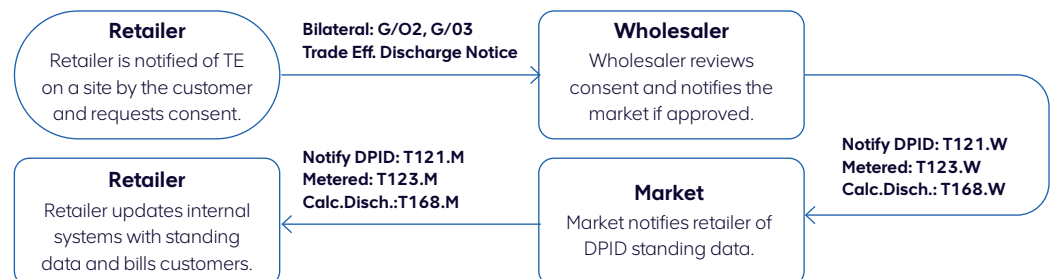 Retailer
Retailer is notified of TE
on a site by the customer
and requests consent.
Bilateral: G/O2, G/03
Trade Eff. Discharge Notice
Wholesaler
Wholesaler reviews
consent and notifies the
market if approved.
Notify DPID: T121.W
Metered: T123.W
Calc.Disch.: T168.W
Market
Market notifies retailer of
DPID standing data.
Notify DPID: T121.M
Metered: T123.M
Calc.Disch.:T168.M
Retailer
Retailer updates internal
systems with standing
data and bills customers.